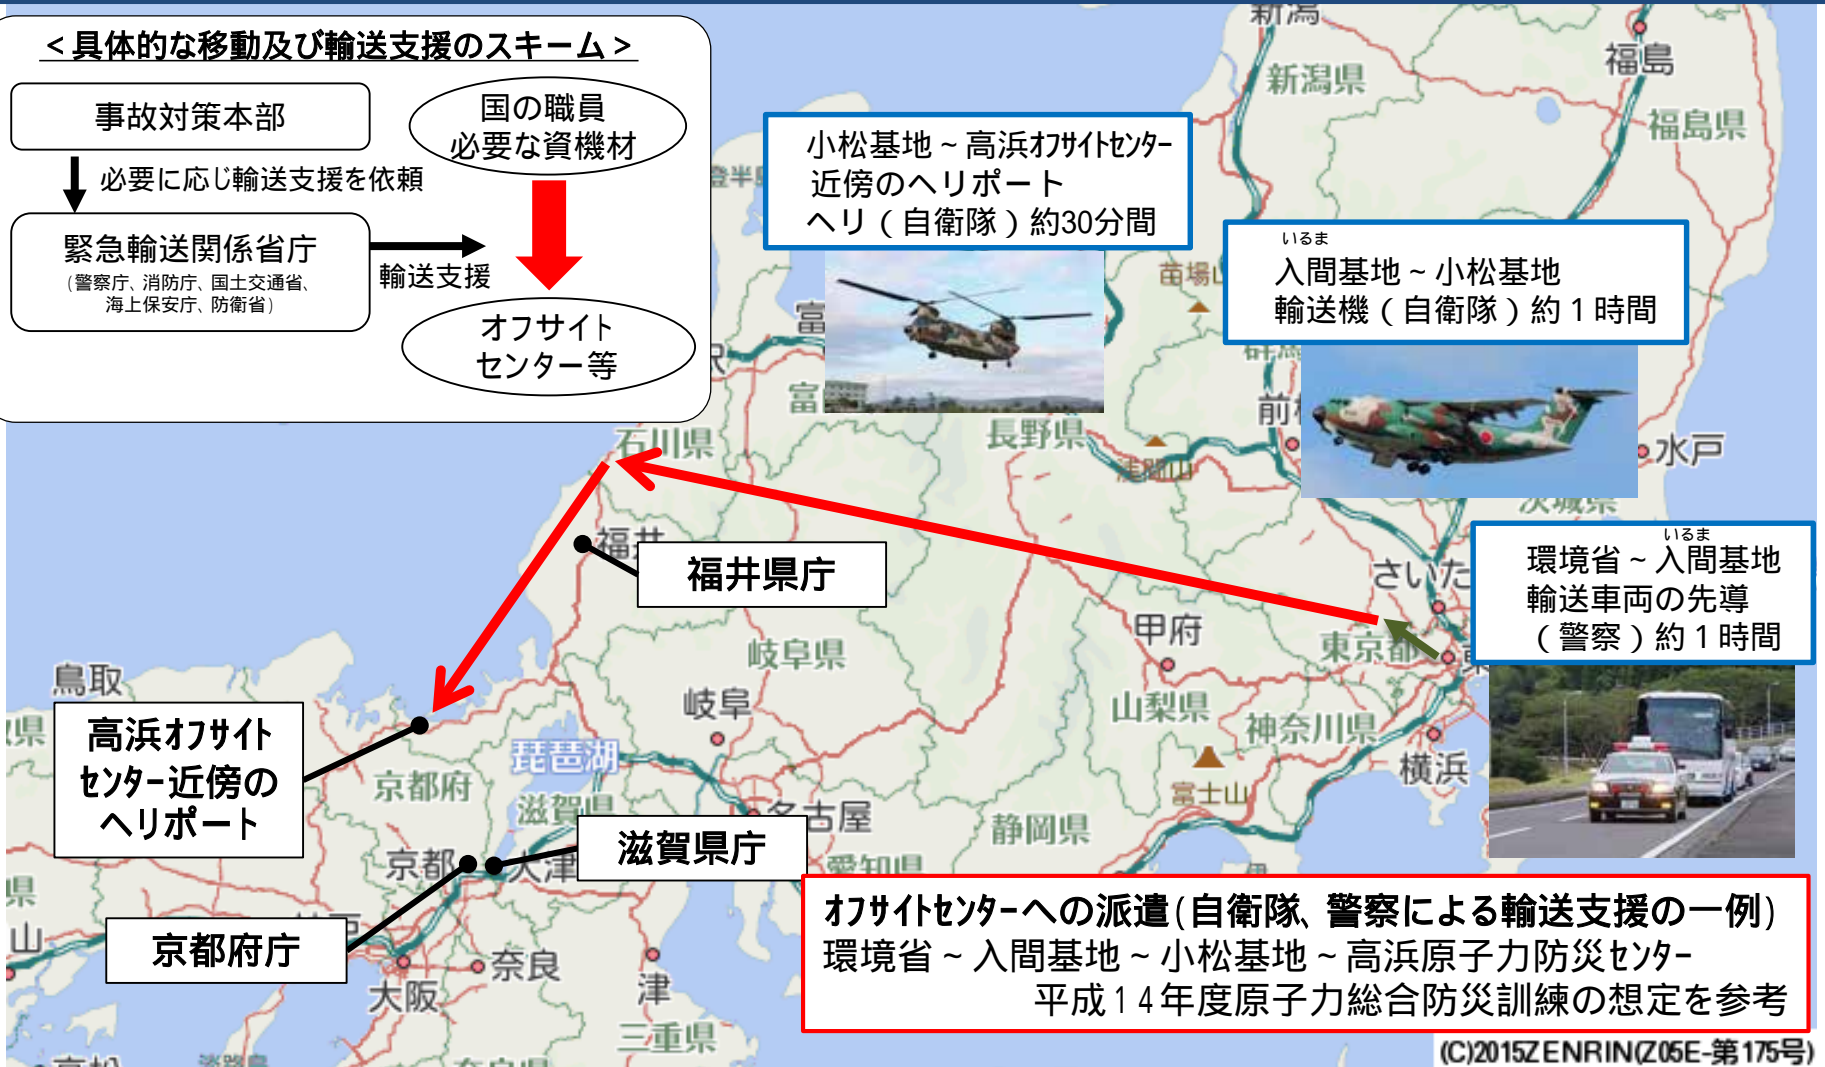 ＜具体的な移動及び輸送支援のスキーム＞
事故対策本部
必要に応じ輸送支援を依頼
緊急輸送関係省庁
(警察庁、消防庁、国土交通省、
海上保安庁、防衛省)
輸送支援
国の職員
必要な資機材
オフサイト
センター等
小松基地～高浜オフサイトセンター
近傍のヘリポート
ヘリ（自衛隊）約30分間
いるま
入間基地～小松基地
輸送機（自衛隊）約１時間
いるま
環境省～入間基地
輸送車両の先導
（警察）約１時間
新潟
新潟県
福島
福島県
苗場山
石川県
長野県
浅間山
水戸
茨城県
福井
福井県庁
甲府
東京都
岐阜県
岐阜
山梨県
神奈川県
横浜
富士山
鳥取
高浜オフサイト
センター近傍の
ヘリポート
琵琶湖
京都府
滋賀県
名古屋
静岡県
愛知県
滋賀県庁
京都
大津
京都府庁
奈良
大阪
津
三重県
オフサイトセンターへの派遣(自衛隊、警察による輸送支援の一例)
環境省～入間基地～小松基地～高浜原子力防災センター
平成14年度原子力総合防災訓練の想定を参考
(C)2015ZENRIN(Z05E-第175号)